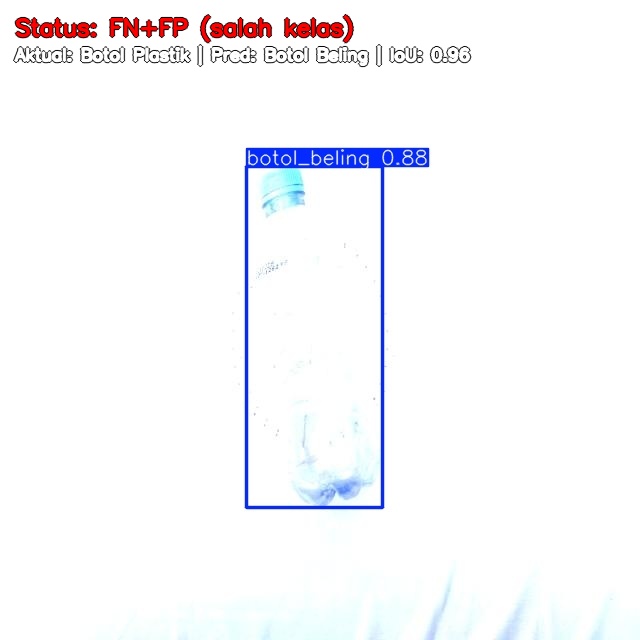 Status: FN+FP (salah kelas)
Aktual: Botol Plastik | Pred: Botol Beling | IoU: 0.96
botol_beling 0.88